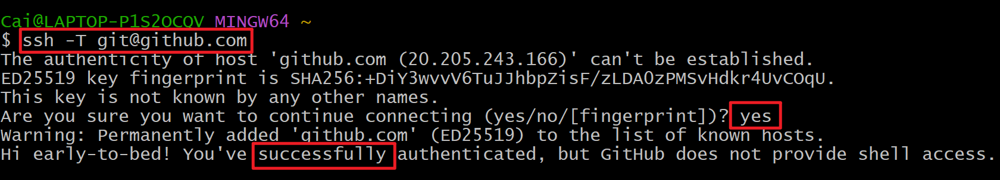 Cai@LAPTOP-P1S2OCQV MINGW64 ~
$ ssh -T git@github.com
The authenticity of host 'github.com (20.205.243.166)' can't be established.
ED25519 key fingerprint is SHA256:+DiY3wvvV6TuJJhbpZisF/zLDA0zPMSvHdkr4UvCOqU.
This key is not known by any other names.
Are you sure you want to continue connecting (yes/no/[fingerprint])? yes
Warning: Permanently added 'github.com' (ED25519) to the list of known hosts.
Hi early-to-bed! You've successfully authenticated, but GitHub does not provide shell access.